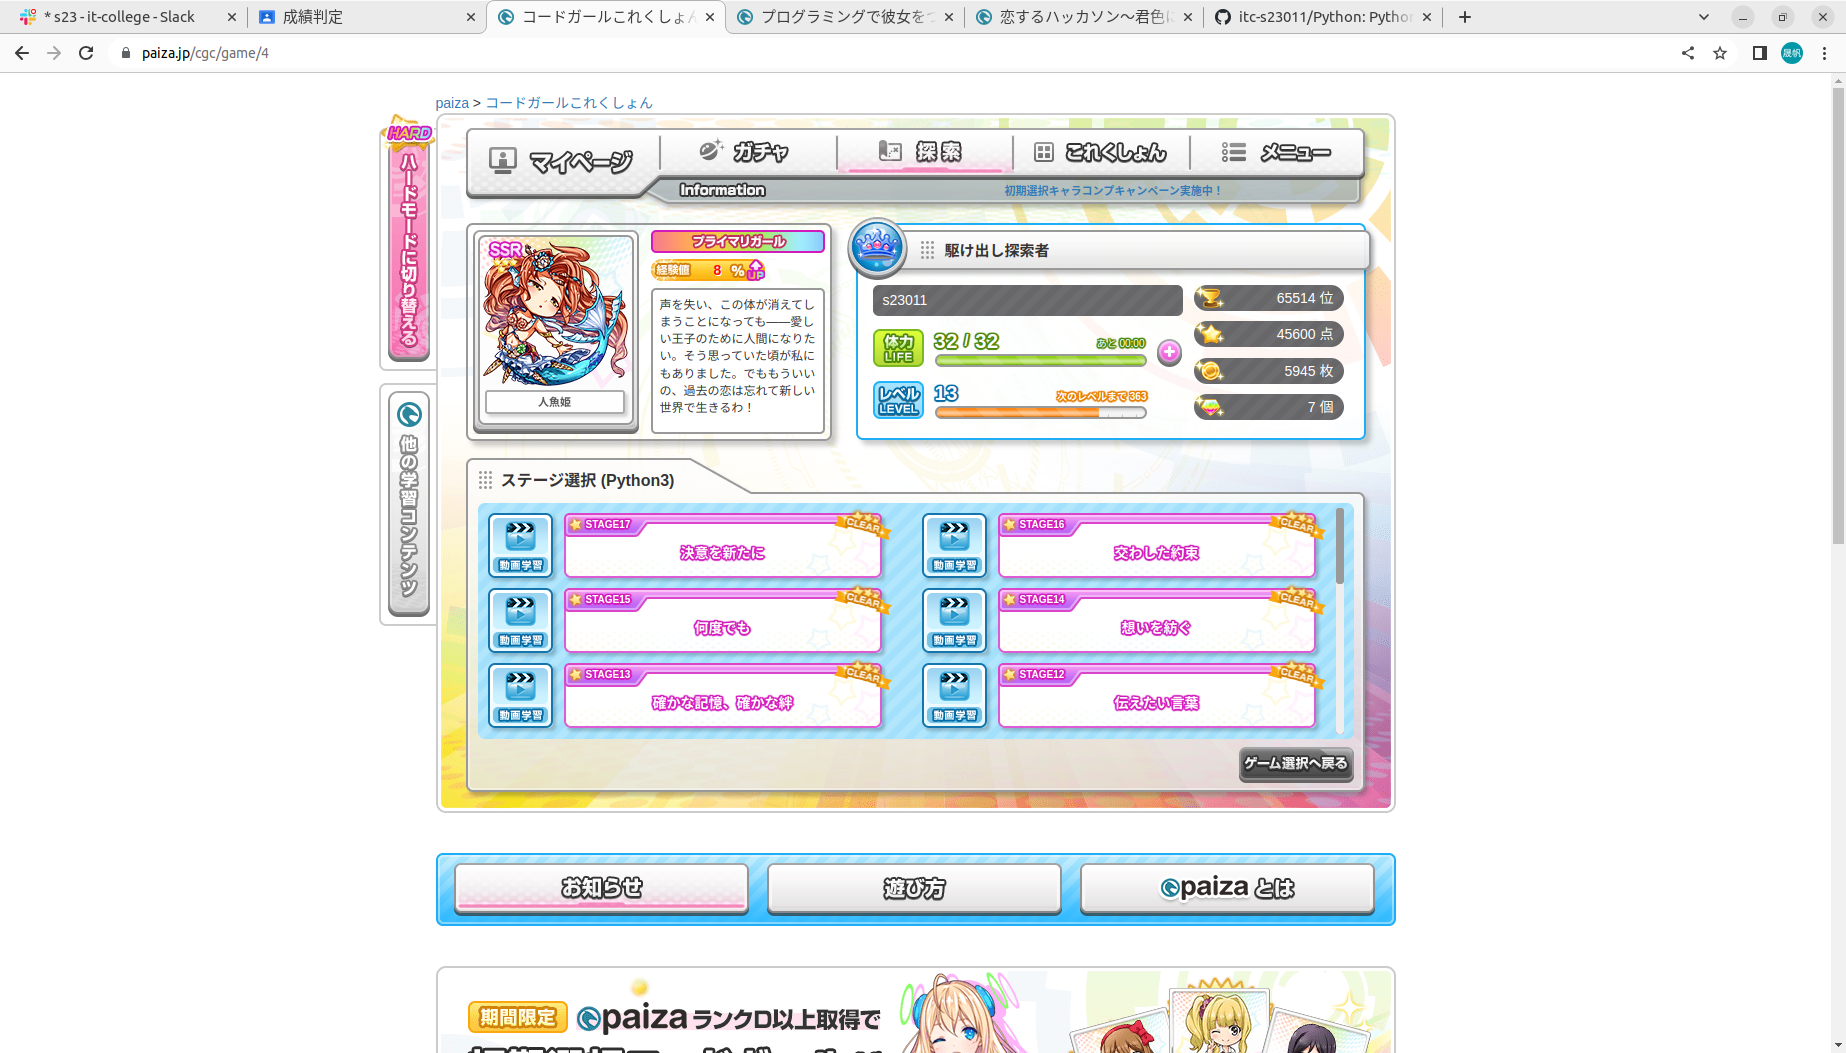 * s23 - it-college - Slack
成績判定
コードガールこれくしょん
プログラミングで彼女をつ
恋するハッカソン〜君色に
itc-s23011/Python: Python
paiza.jp/cgc/game/4
晟帆
paiza > コードガールこれくしょん
HARD
ハードモードに切り替える
他の学習コンテンツ
マイページ
ガチャ
探索
これくしょん
メニュー
Information
初期選択キャラコンプキャンペーン実施中！
SSR
人魚姫
プライマリガール
経験値 8 % UP
声を失い、この体が消えてし
まうことになっても――愛し
い王子のために人間になりた
い。そう思っていた頃が私に
もありました。でももういい
の、過去の恋は忘れて新しい
世界で生きるわ！
駆け出し探索者
s23011
体力 LIFE
32 / 32
あと 00:00
レベル LEVEL
13
次のレベルまで 363
65514 位
45600 点
5945 枚
7 個
ステージ選択 (Python3)
動画学習
STAGE17
CLEAR
決意を新たに
動画学習
STAGE16
CLEAR
交わした約束
動画学習
STAGE15
CLEAR
何度でも
動画学習
STAGE14
CLEAR
想いを紡ぐ
動画学習
STAGE13
CLEAR
確かな記憶、確かな絆
動画学習
STAGE12
CLEAR
伝えたい言葉
ゲーム選択へ戻る
お知らせ
遊び方
paizaとは
期間限定
paizaランクD以上取得で